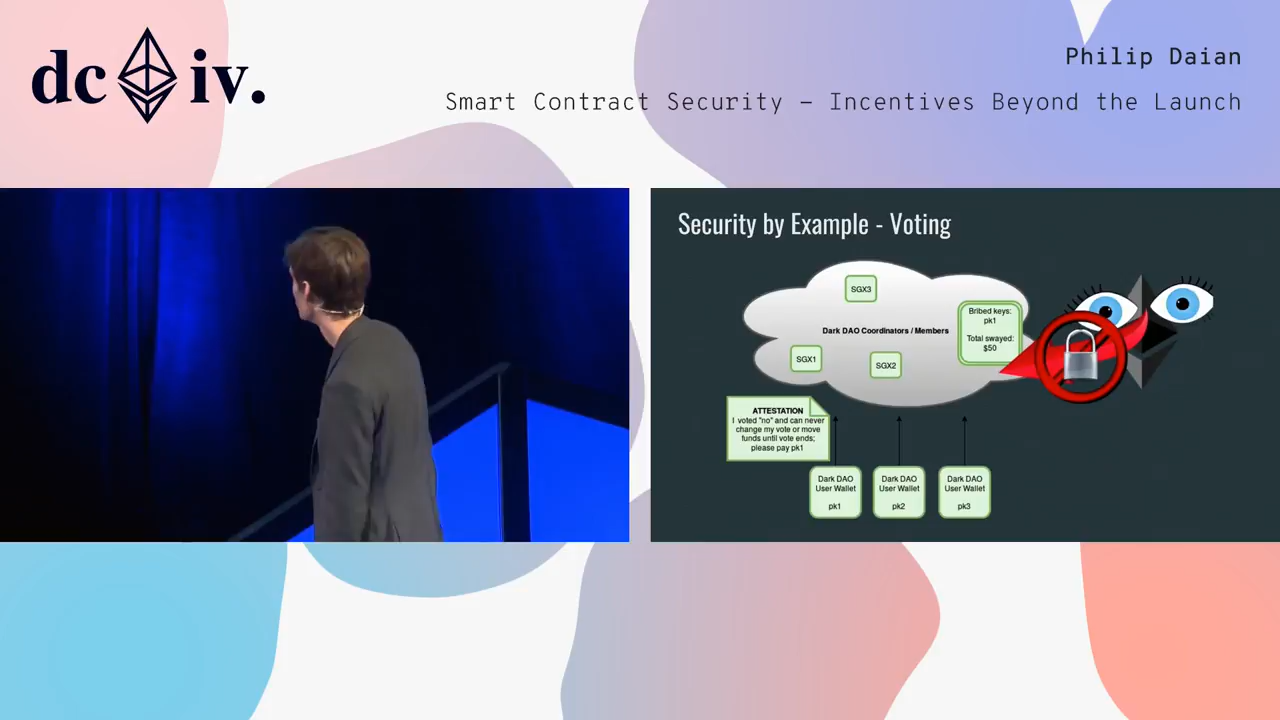 dc iv.
Philip Daian
Smart Contract Security – Incentives Beyond the Launch
Security by Example - Voting
SGX3
Bribed keys:
pk1
Total swayed:
$50
Dark DAO Coordinators / Members
SGX1
SGX2
ATTESTATION
I voted "no" and can never
change my vote or move
funds until vote ends;
please pay pk1
Dark DAO
User Wallet
pk1
Dark DAO
User Wallet
pk2
Dark DAO
User Wallet
pk3